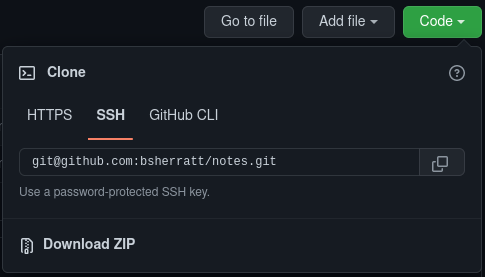 Go to file Add file Code
Clone
HTTPS SSH GitHub CLI
git@github.com:bsherratt/notes.git
Use a password-protected SSH key.
Download ZIP